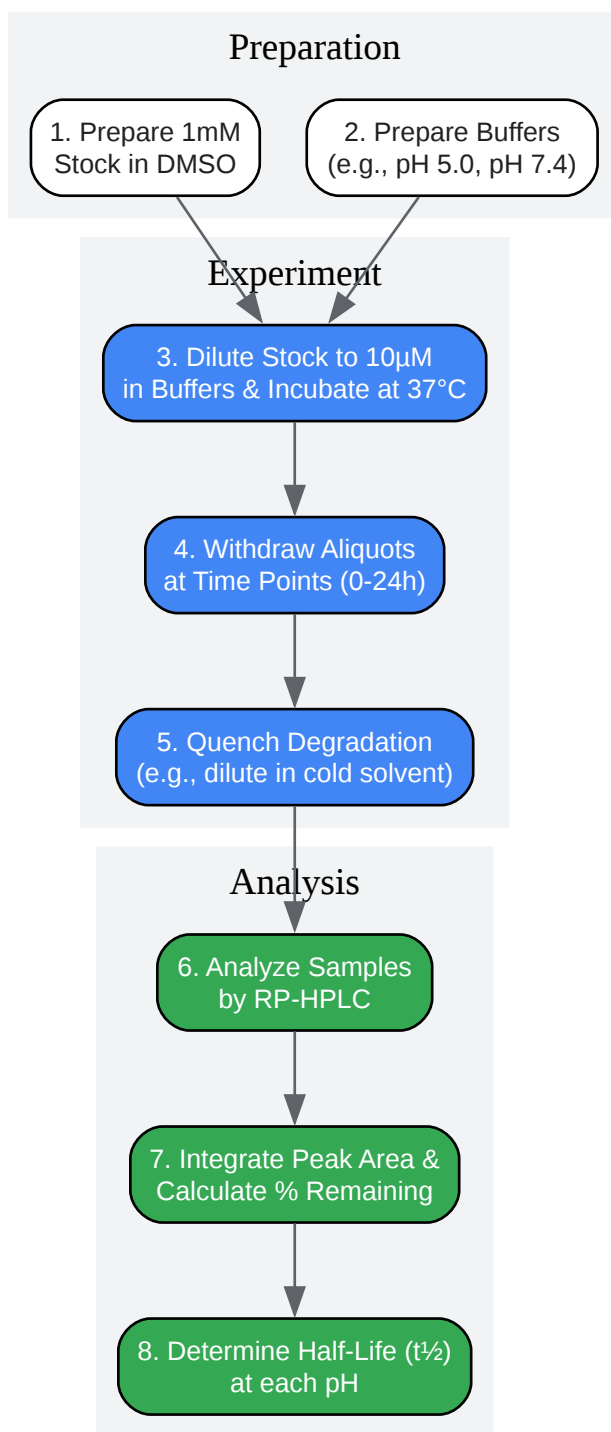 Preparation
1. Prepare 1mM
Stock in DMSO
2. Prepare Buffers
(e.g., pH 5.0, pH 7.4)
Experiment
3. Dilute Stock to 10µM
in Buffers & Incubate at 37°C
4. Withdraw Aliquots
at Time Points (0-24h)
5. Quench Degradation
(e.g., dilute in cold solvent)
Analysis
6. Analyze Samples
by RP-HPLC
7. Integrate Peak Area &
Calculate % Remaining
8. Determine Half-Life (t½)
at each pH